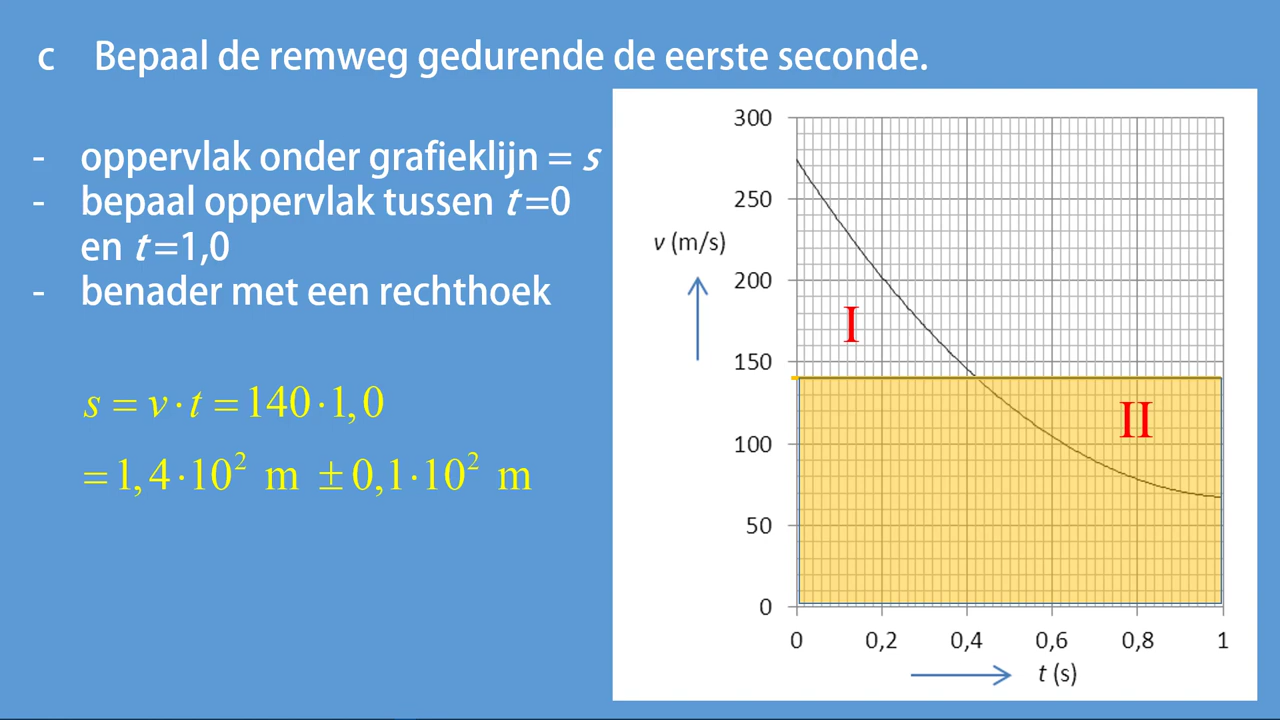 c Bepaal de remweg gedurende de eerste seconde.
- oppervlak onder grafieklijn = s
- bepaal oppervlak tussen t =0
en t =1,0
- benader met een rechthoek
s = v · t = 140 · 1,0
= 1,4 · 10² m ± 0,1 · 10² m
300
250
v (m/s)
200
I
150
II
100
50
0
0 0,2 0,4 0,6 0,8 1
t (s)